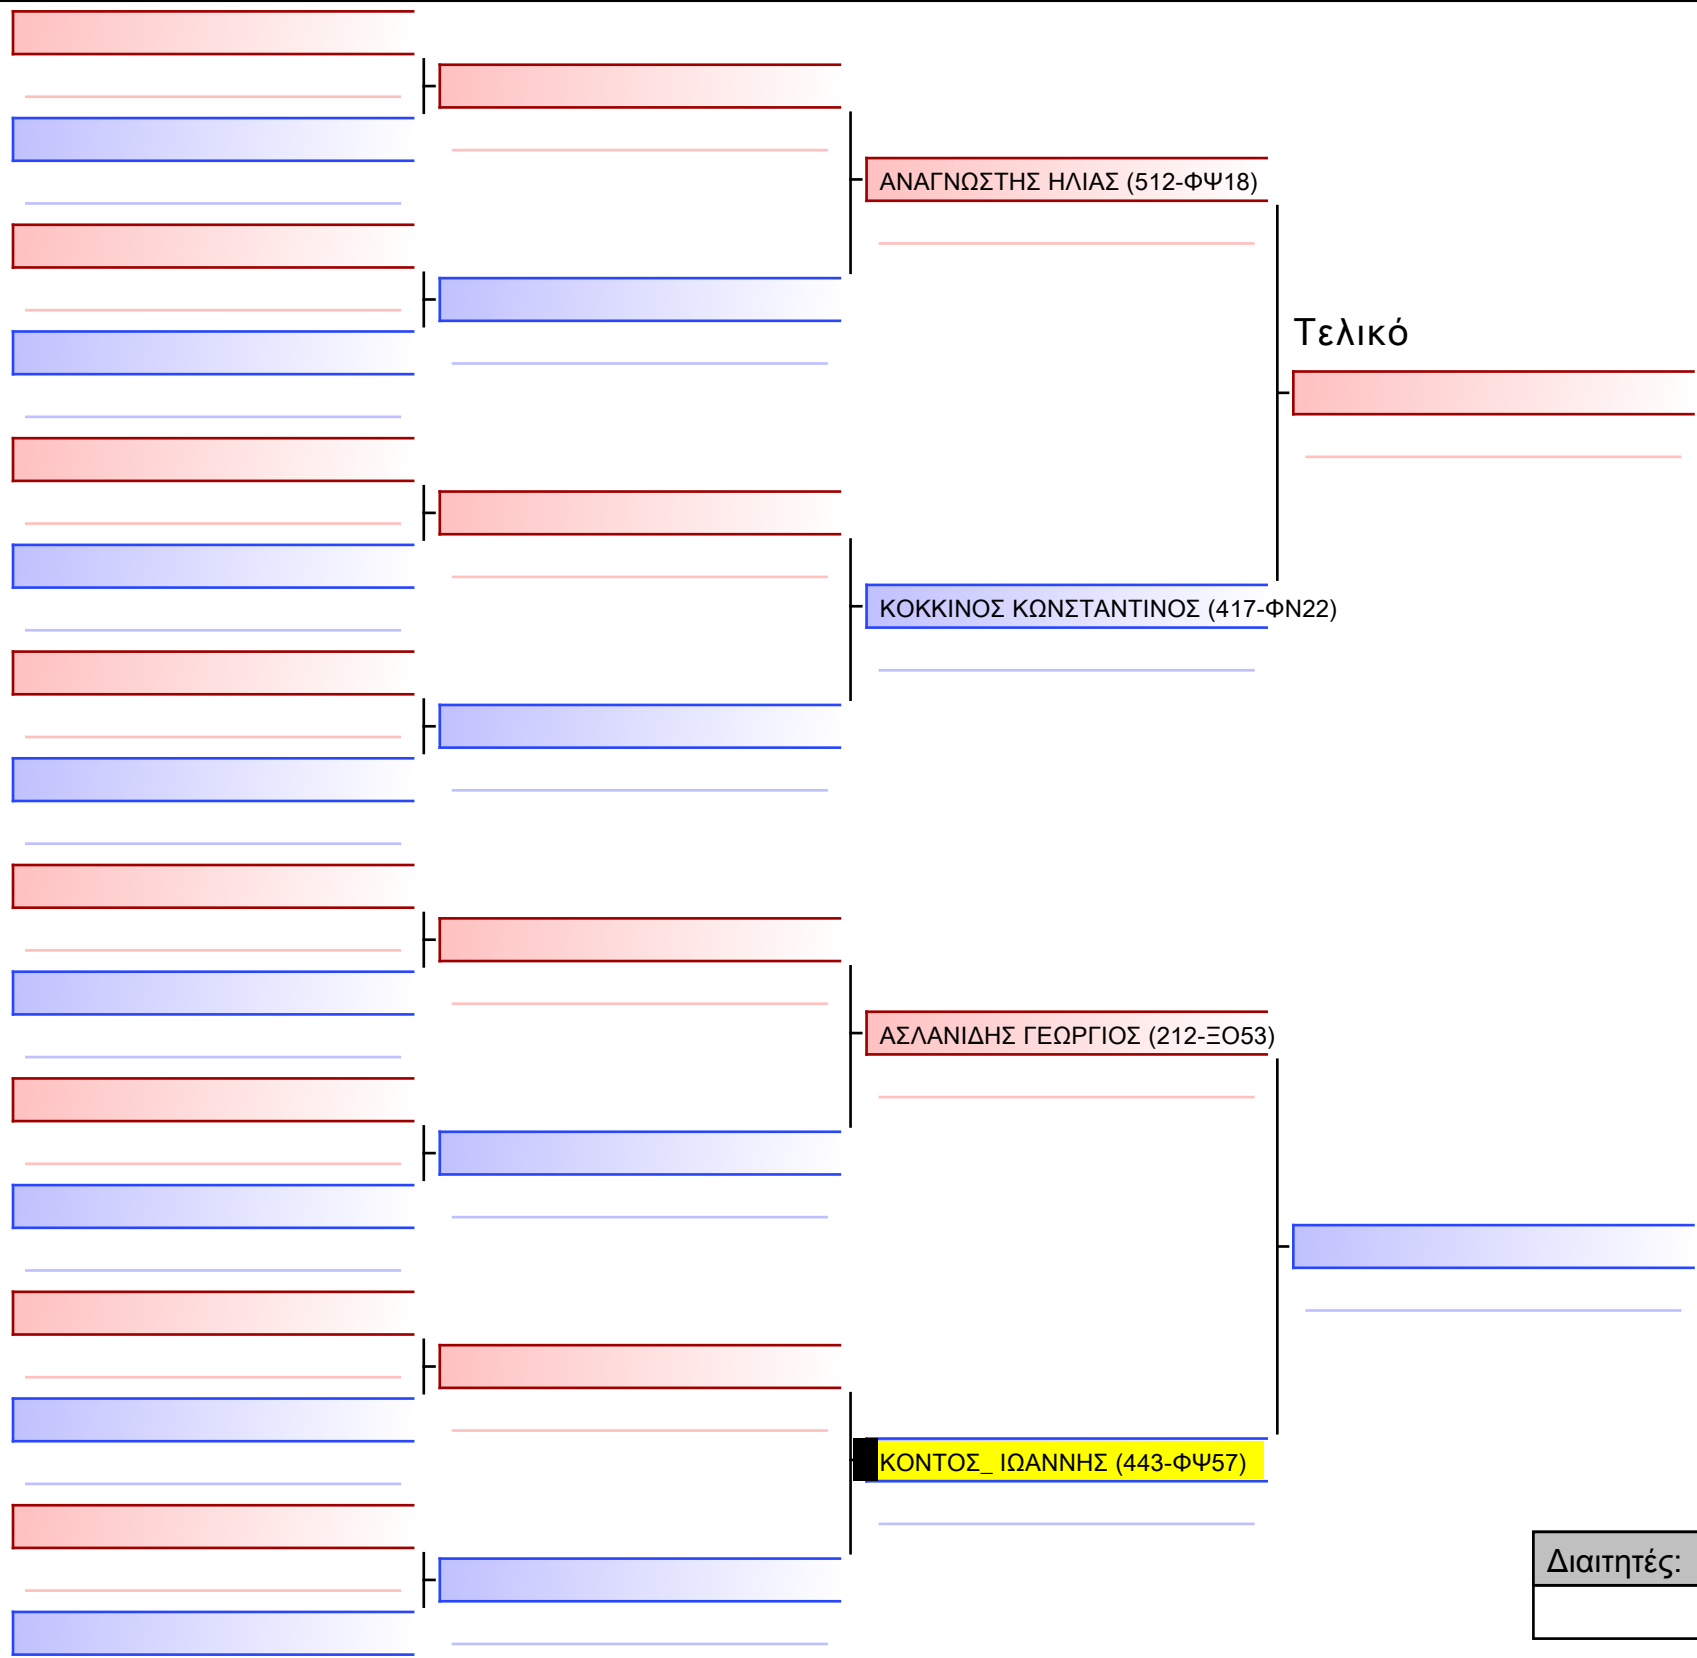 ΑΝΑΓΝΩΣΤΗΣ ΗΛΙΑΣ (512-ΦΨ18)
Τελικό
ΚΟΚΚΙΝΟΣ ΚΩΝΣΤΑΝΤΙΝΟΣ (417-ΦΝ22)
ΑΣΛΑΝΙΔΗΣ ΓΕΩΡΓΙΟΣ (212-ΞΟ53)
ΚΟΝΤΟΣ_ ΙΩΑΝΝΗΣ (443-ΦΨ57)
Διαιτητές: